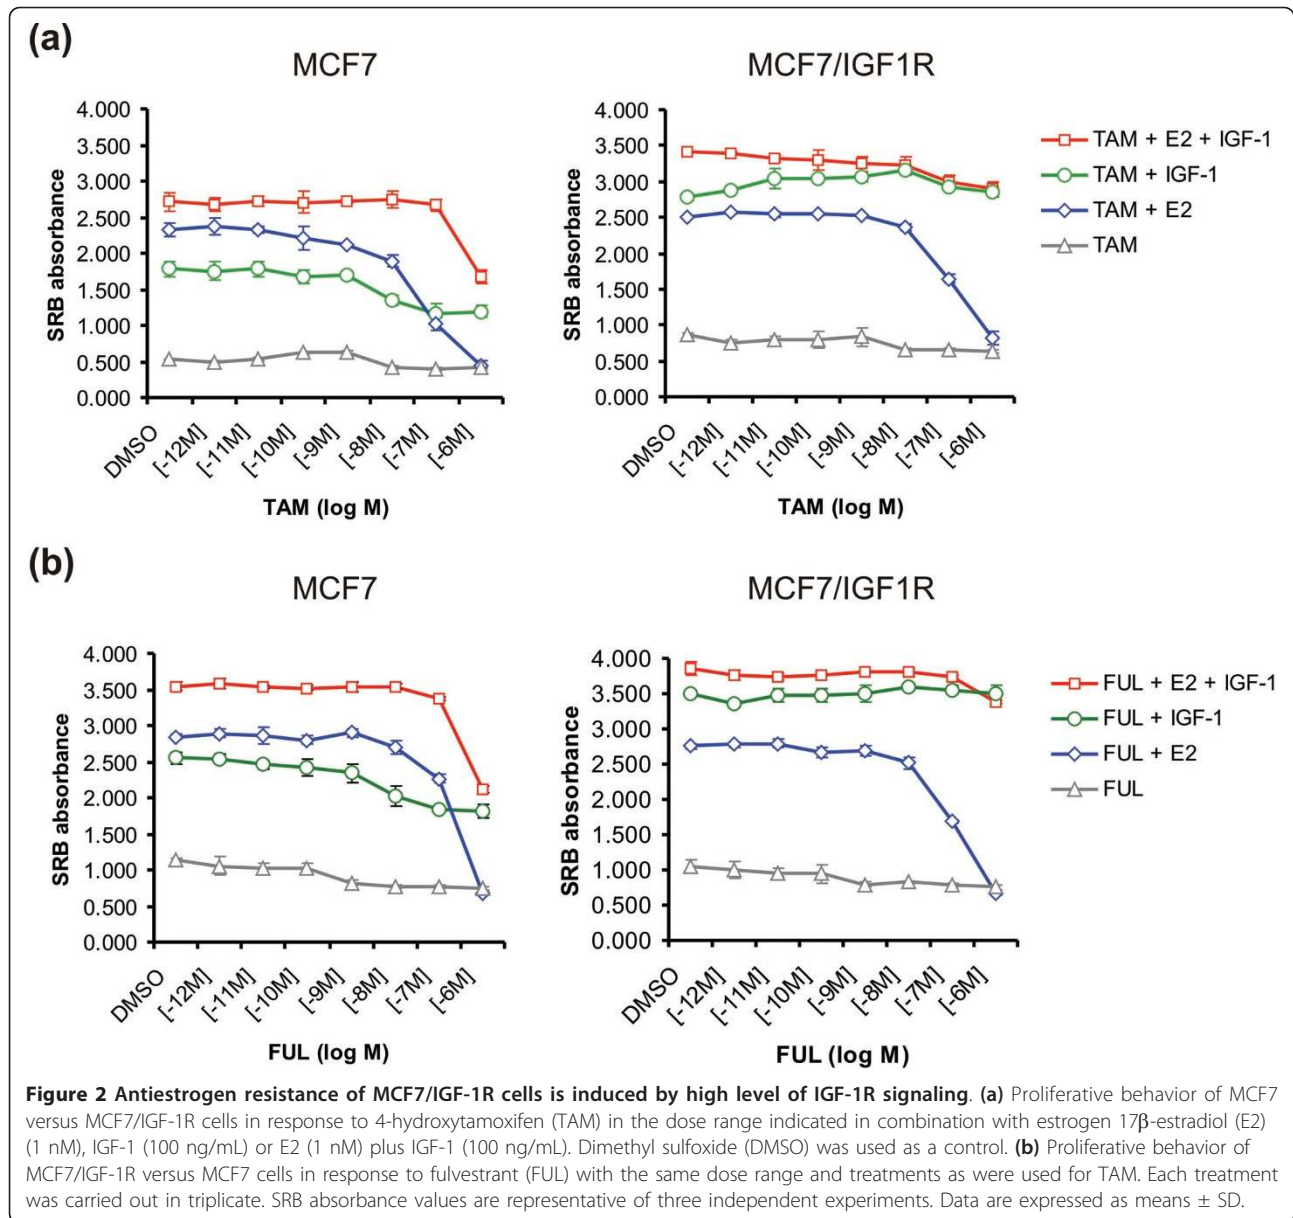 (a)
MCF7
MCF7/IGF1R
SRB absorbance
4.000
3.500
3.000
2.500
2.000
1.500
1.000
0.500
0.000
DMSO
[-12M]
[-11M]
[-10M]
[-9M]
[-8M]
[-7M]
[-6M]
TAM (log M)
SRB absorbance
4.000
3.500
3.000
2.500
2.000
1.500
1.000
0.500
0.000
DMSO
[-12M]
[-11M]
[-10M]
[-9M]
[-8M]
[-7M]
[-6M]
TAM (log M)
TAM + E2 + IGF-1
TAM + IGF-1
TAM + E2
TAM
(b)
MCF7
MCF7/IGF1R
SRB absorbance
4.000
3.500
3.000
2.500
2.000
1.500
1.000
0.500
0.000
DMSO
[-12M]
[-11M]
[-10M]
[-9M]
[-8M]
[-7M]
[-6M]
FUL (log M)
SRB absorbance
4.000
3.500
3.000
2.500
2.000
1.500
1.000
0.500
0.000
DMSO
[-12M]
[-11M]
[-10M]
[-9M]
[-8M]
[-7M]
[-6M]
FUL (log M)
FUL + E2 + IGF-1
FUL + IGF-1
FUL + E2
FUL
Figure 2 Antiestrogen resistance of MCF7/IGF-1R cells is induced by high level of IGF-1R signaling. (a) Proliferative behavior of MCF7
versus MCF7/IGF-1R cells in response to 4-hydroxytamoxifen (TAM) in the dose range indicated in combination with estrogen 17β-estradiol (E2)
(1 nM), IGF-1 (100 ng/mL) or E2 (1 nM) plus IGF-1 (100 ng/mL). Dimethyl sulfoxide (DMSO) was used as a control. (b) Proliferative behavior of
MCF7/IGF-1R versus MCF7 cells in response to fulvestrant (FUL) with the same dose range and treatments as were used for TAM. Each treatment
was carried out in triplicate. SRB absorbance values are representative of three independent experiments. Data are expressed as means ± SD.